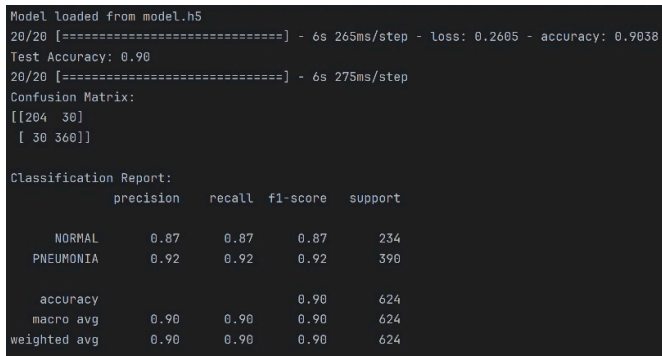 Model loaded from model.h5
20/20 [==============================] - 6s 265ms/step - loss: 0.2605 - accuracy: 0.9038
Test Accuracy: 0.90
20/20 [==============================] - 6s 275ms/step
Confusion Matrix:
[[204  30]
 [ 30 360]]
Classification Report:
              precision    recall  f1-score   support
      NORMAL       0.87      0.87      0.87       234
   PNEUMONIA       0.92      0.92      0.92       390
    accuracy                           0.90       624
   macro avg       0.90      0.90      0.90       624
weighted avg       0.90      0.90      0.90       624